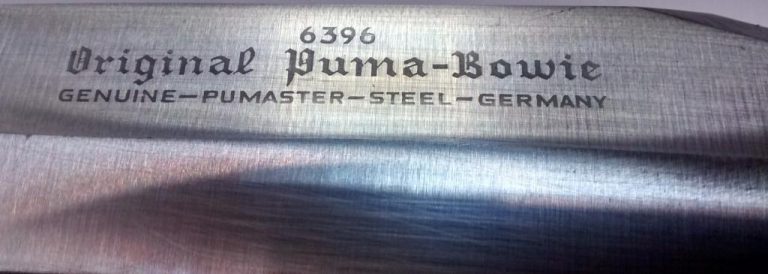 6396
Original Puma-Bowie
GENUINE-PUMASTER-STEEL-GERMANY